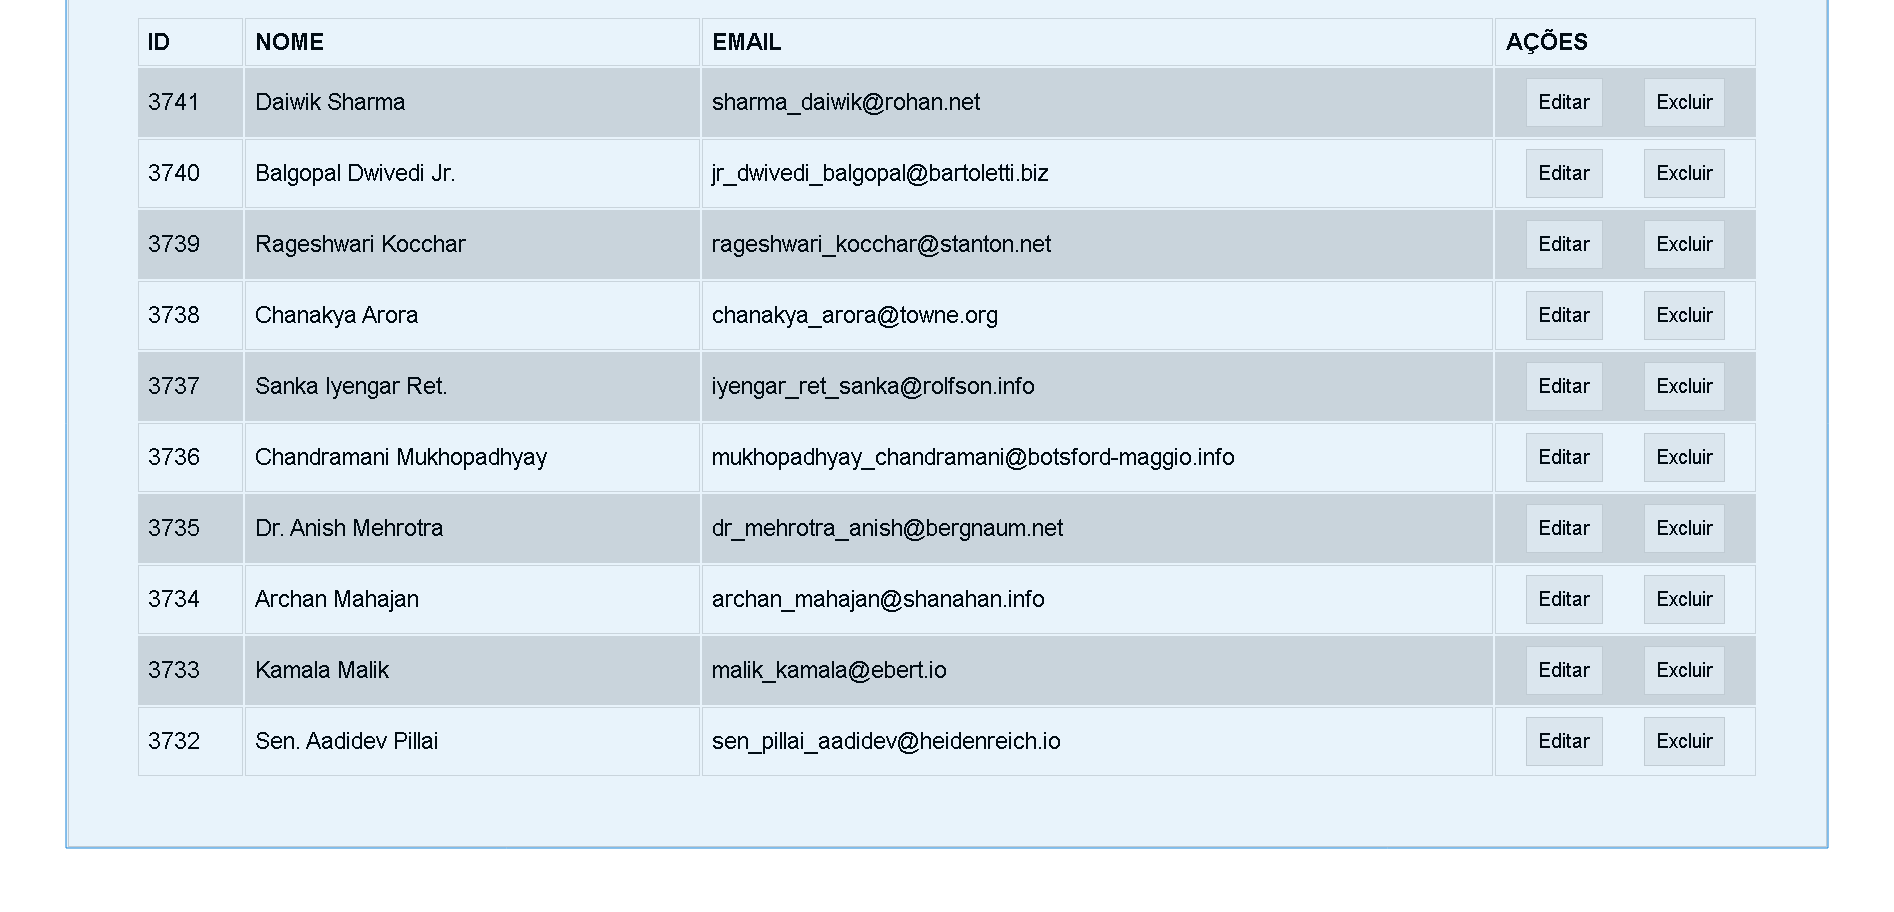 ID NOME EMAIL AÇÕES
3741 Daiwik Sharma sharma_daiwik@rohan.net Editar Excluir
3740 Balgopal Dwivedi Jr. jr_dwivedi_balgopal@bartoletti.biz Editar Excluir
3739 Rageshwari Kocchar rageshwari_kocchar@stanton.net Editar Excluir
3738 Chanakya Arora chanakya_arora@towne.org Editar Excluir
3737 Sanka Iyengar Ret. iyengar_ret_sanka@rolfson.info Editar Excluir
3736 Chandramani Mukhopadhyay mukhopadhyay_chandramani@botsford-maggio.info Editar Excluir
3735 Dr. Anish Mehrotra dr_mehrotra_anish@bergnaum.net Editar Excluir
3734 Archan Mahajan archan_mahajan@shanahan.info Editar Excluir
3733 Kamala Malik malik_kamala@ebert.io Editar Excluir
3732 Sen. Aadidev Pillai sen_pillai_aadidev@heidenreich.io Editar Excluir